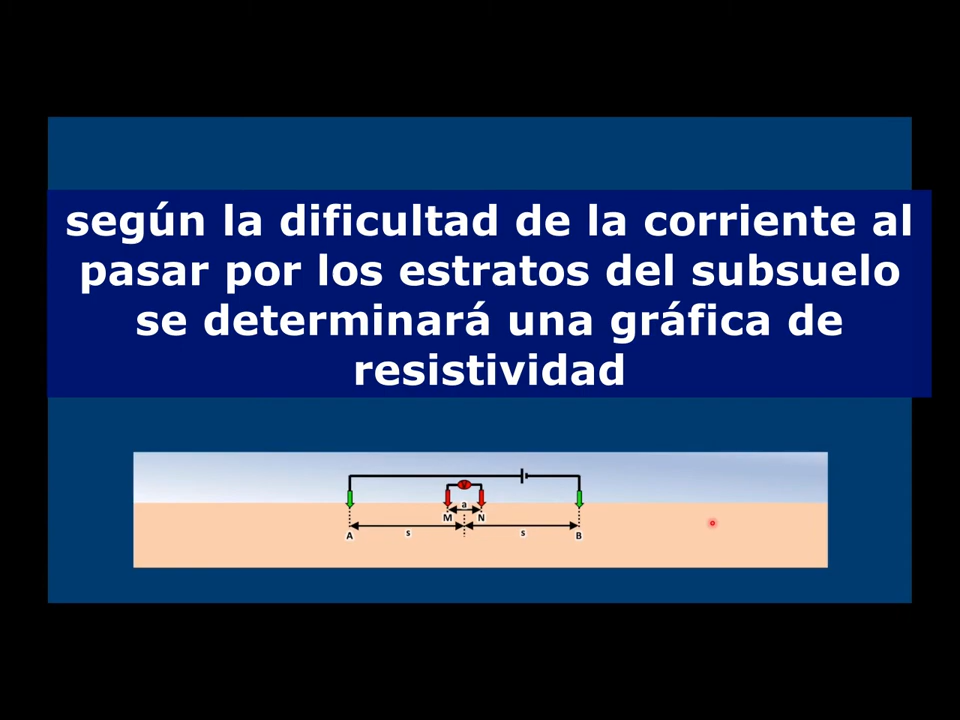 según la dificultad de la corriente al
pasar por los estratos del subsuelo
se determinará una gráfica de
resistividad
V
a
M N
s s
A B